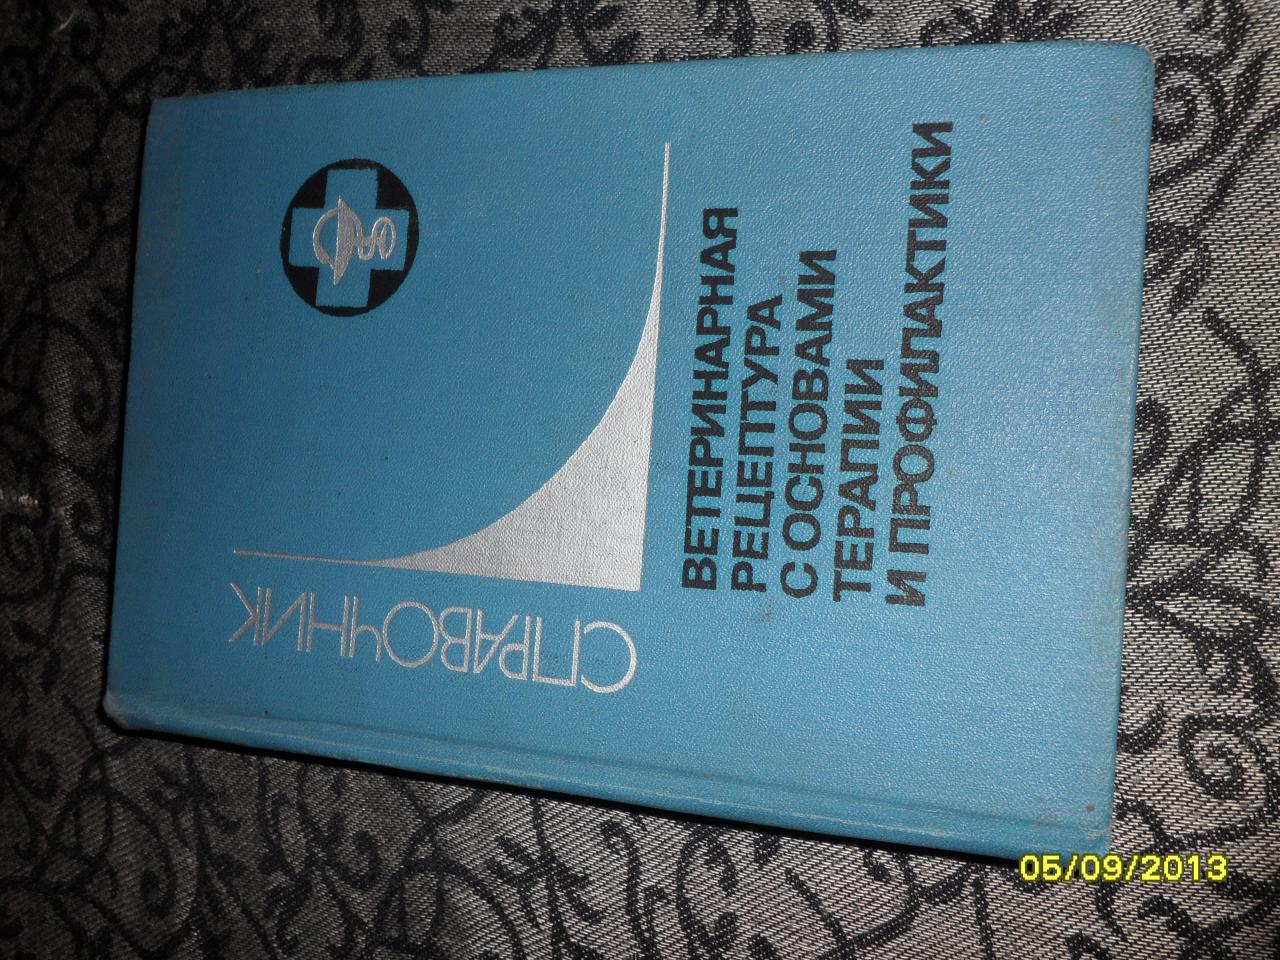 СПРАВОЧНИК
ВЕТЕРИНАРНАЯ
РЕЦЕПТУРА
С ОСНОВАМИ
ТЕРАПИИ
И ПРОФИЛАКТИКИ
05/09/2013